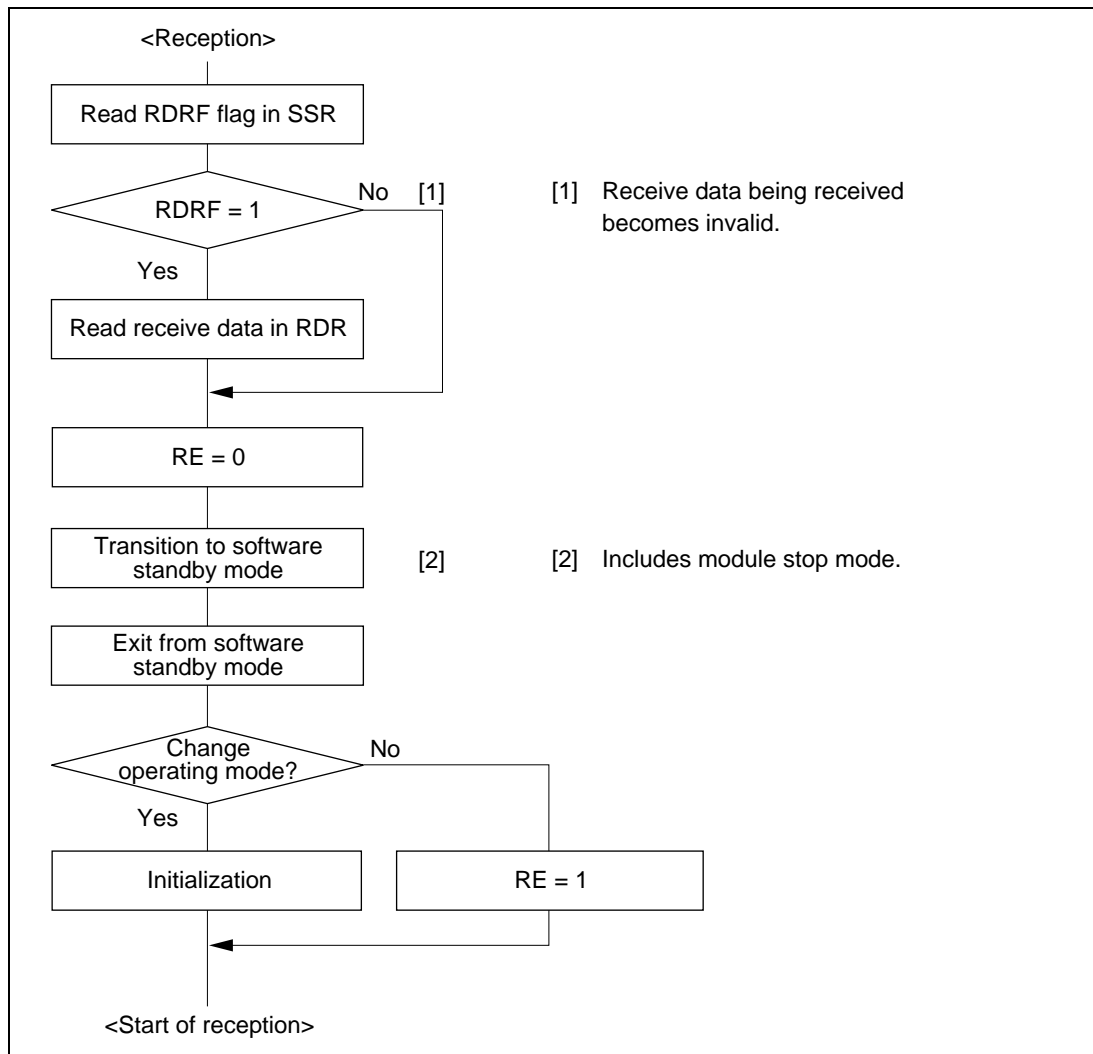 <Reception>
Read RDRF flag in SSR
No [1]
RDRF = 1
[1] Receive data being received
becomes invalid.
Yes
Read receive data in RDR
RE = 0
Transition to software
standby mode
[2]
[2] Includes module stop mode.
Exit from software
standby mode
Change
operating mode?
No
Yes
Initialization
RE = 1
<Start of reception>